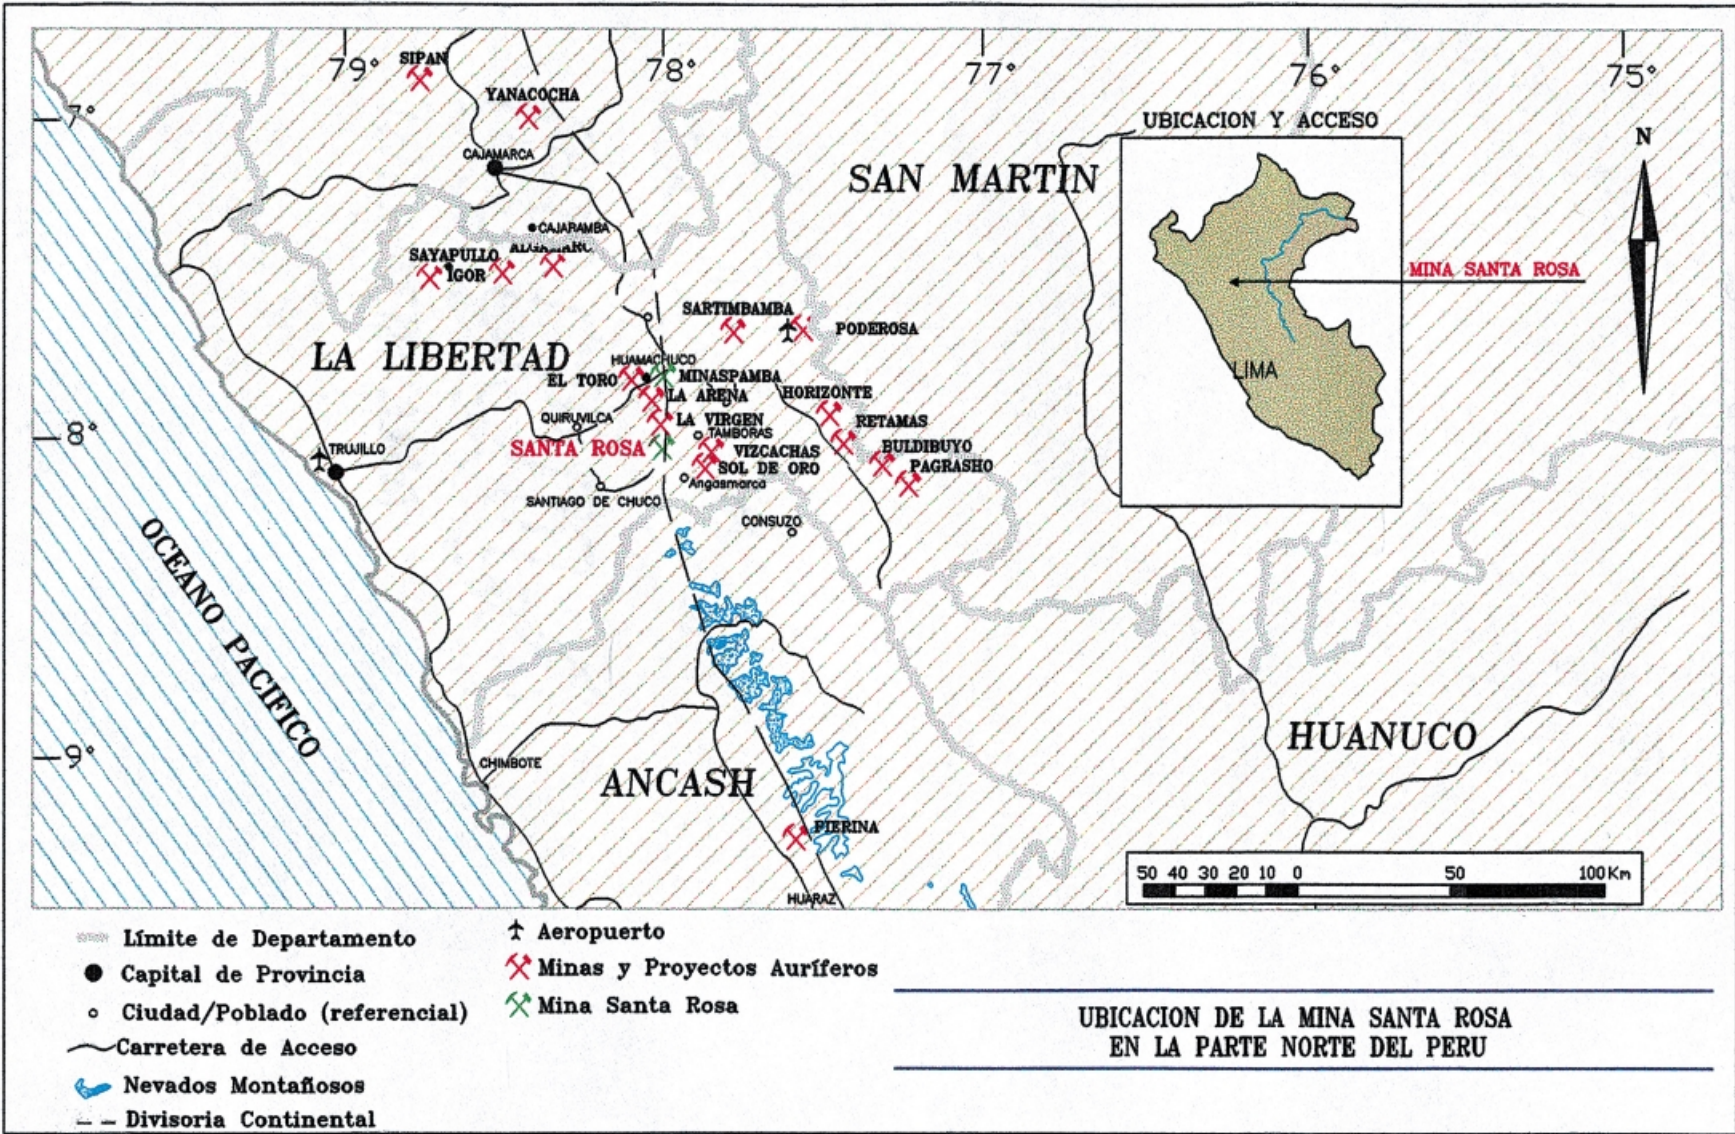 79°
78°
77°
76°
75°
SIPAN
YANACOCHA
7°
UBICACION Y ACCESO
N
CAJAMARCA
SAN MARTIN
CAJARAMBA
SAYAPULLO
IGOR
MINA SANTA ROSA
SARTIMBAMBA
PODEROSA
LA LIBERTAD
HUAMACHUCO
LIMA
EL TORO
MINASPAMBA
LA ARENA
HORIZONTE
QUIRUVILCA
LA VIRGEN
RETAMAS
8°
TAMBORAS
TRUJILLO
SANTA ROSA
VIZCACHAS
BULDIBUYO
SOL DE ORO
PAGRASHO
Angasmarca
SANTIAGO DE CHUCO
CONSUZO
OCEANO PACIFICO
9°
CHIMBOTE
ANCASH
HUANUCO
PIERINA
HUARAZ
50 40 30 20 10 0 50 100 Km
Límite de Departamento
Capital de Provincia
Ciudad/Poblado (referencial)
Carretera de Acceso
Nevados Montañosos
Divisoria Continental
Aeropuerto
Minas y Proyectos Auríferos
Mina Santa Rosa
UBICACION DE LA MINA SANTA ROSA
EN LA PARTE NORTE DEL PERU